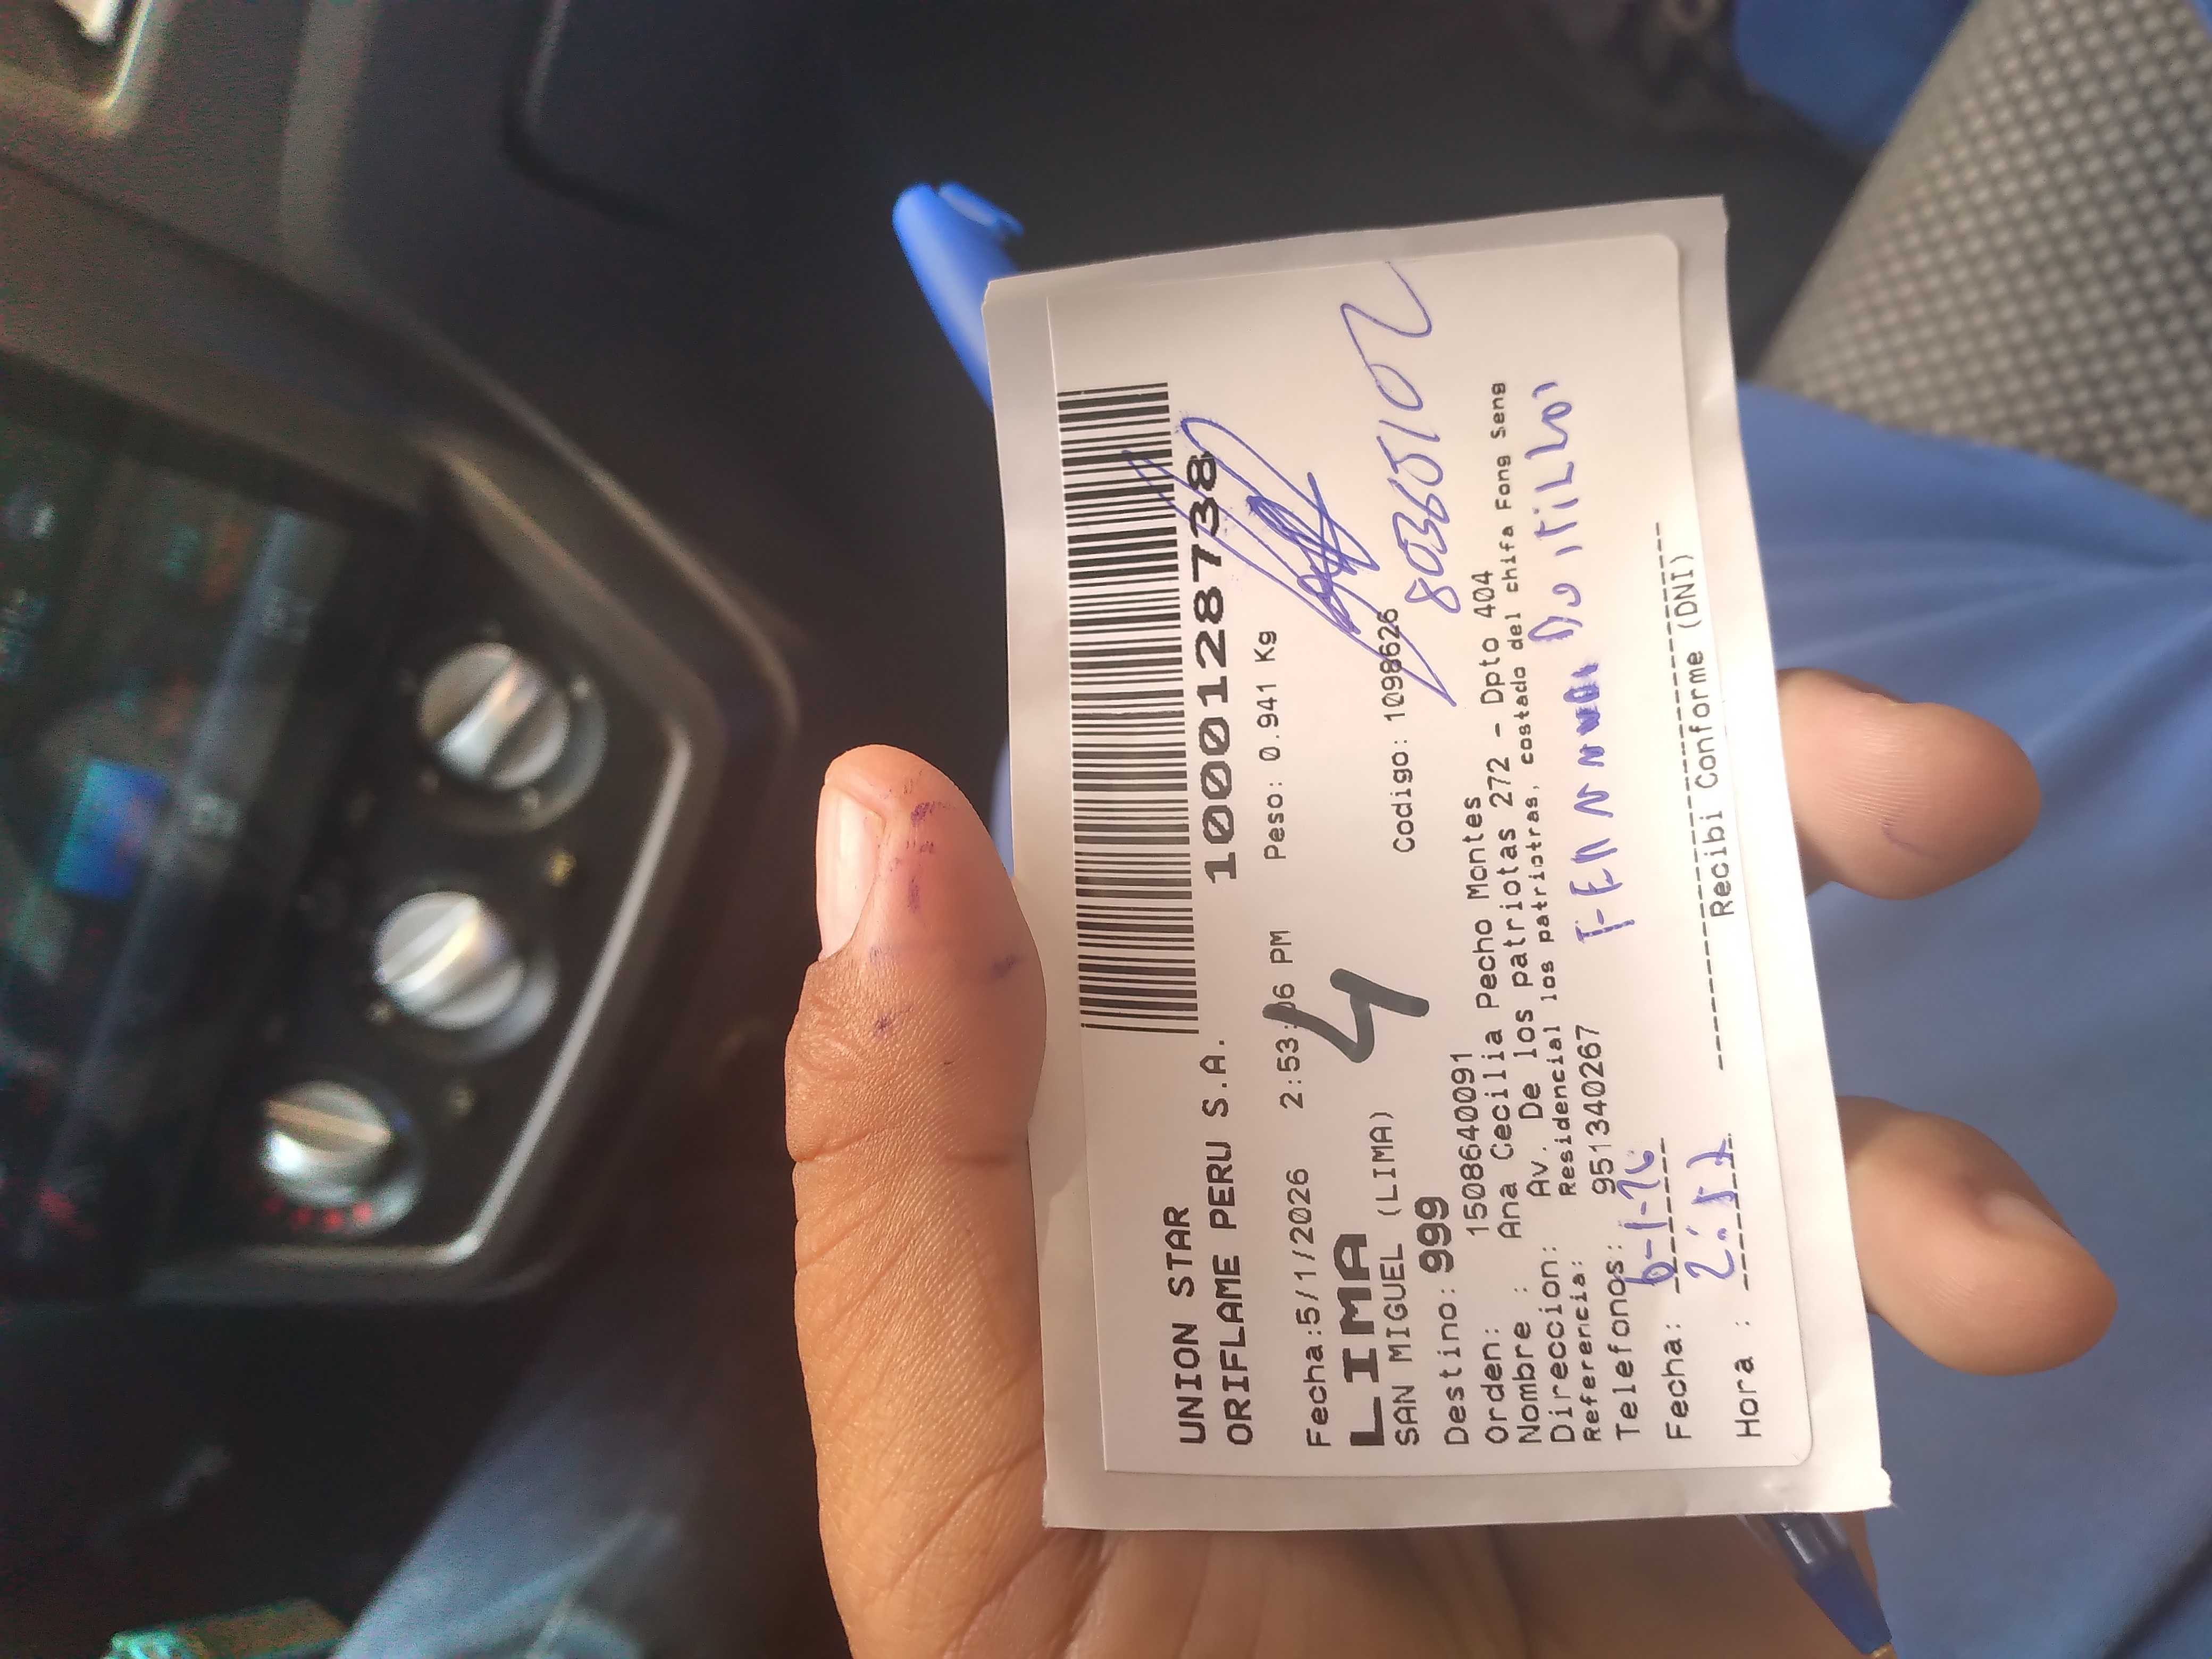 UNION STAR
ORIFLAME PERU S.A.
1000128738
Fecha:5/1/2026 2:53:06 PM Peso: 0.941 Kg
LIMA
4
SAN MIGUEL (LIMA) Codigo: 1098626
80365102
Destino: 999
Orden: 1508640091
Nombre : Ana Cecilia Pecho Montes
Direccion: Av. De los patriotas 272 - Dpto 404
Referencia: Residencial los patriotras, costado del chifa Fong Seng
Telefonos: 951340267
Fecha: 6-1-26
Hora : 2:52
Recibi Conforme (DNI)